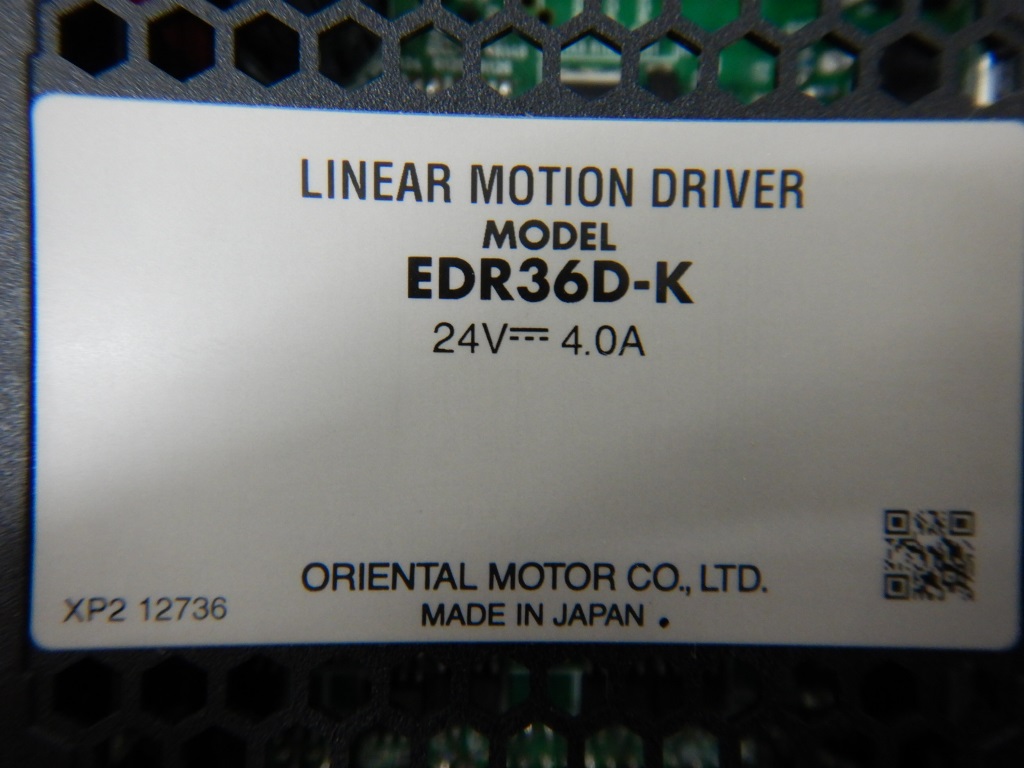 LINEAR MOTION DRIVER
MODEL
EDR36D-K
24V⎓ 4.0A
ORIENTAL MOTOR CO., LTD.
XP2 12736
MADE IN JAPAN .